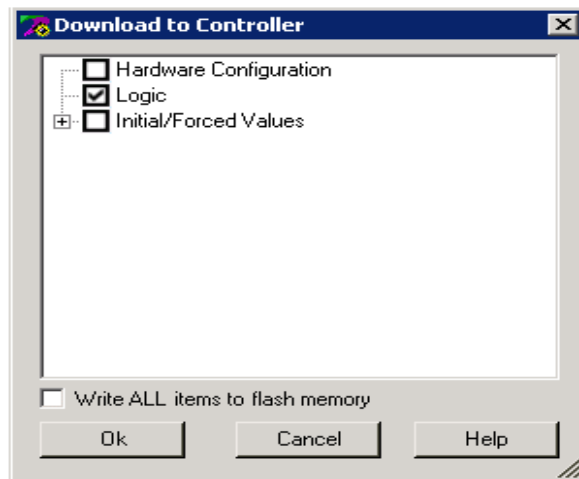 Download to Controller
Hardware Configuration
Logic
Initial/Forced Values
Write ALL items to flash memory
Ok Cancel Help